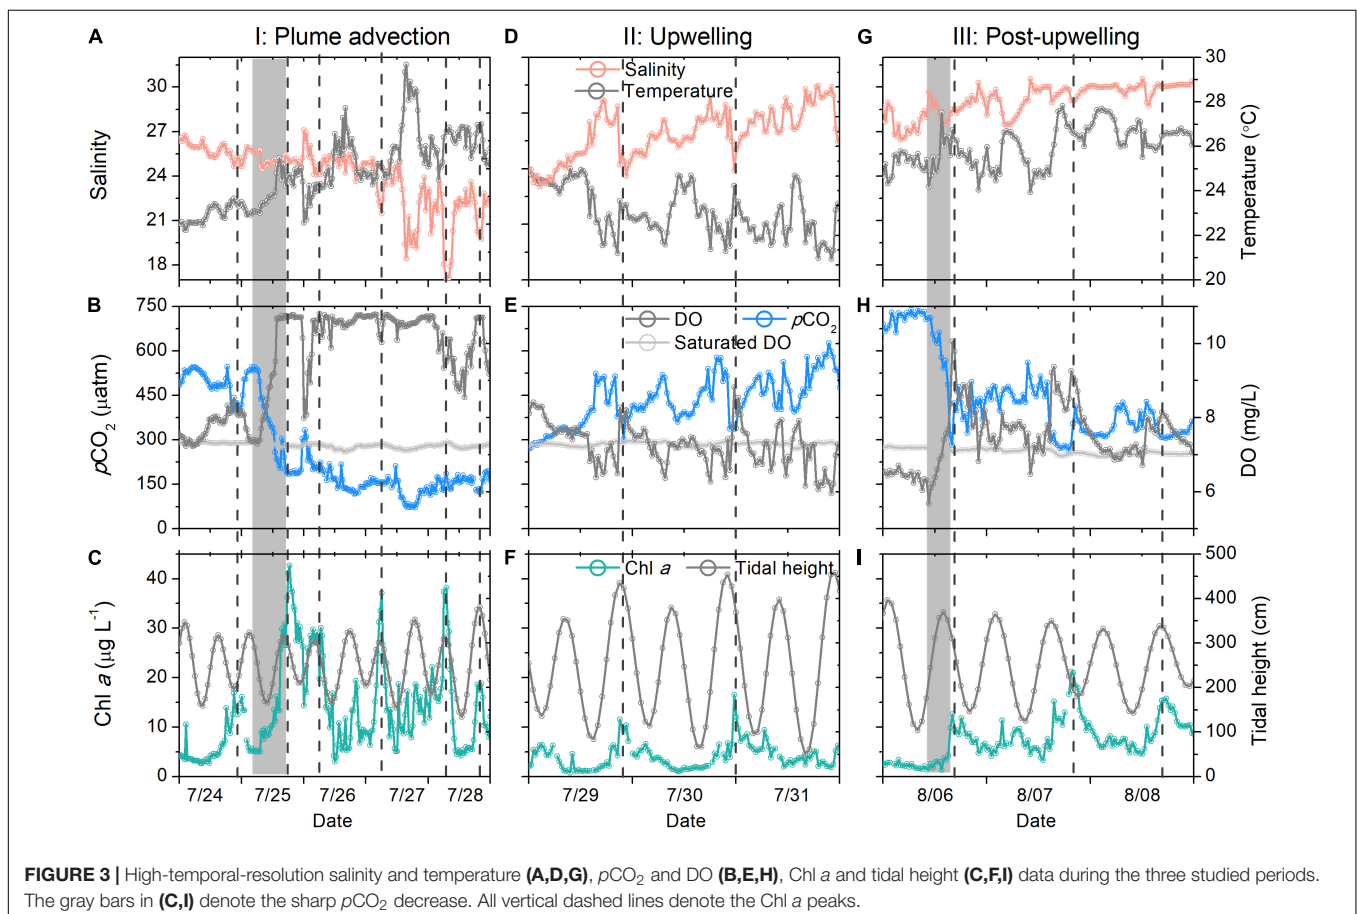 A I: Plume advection D II: Upwelling G III: Post-upwelling
30
27
24
21
18
Salinity
Salinity
Temperature
30
28
26
24
22
20
Temperature (°C)
B E H
750
600
450
300
150
0
pCO2 (µatm)
DO pCO2
Saturated DO
10
8
6
DO (mg/L)
C F I
40
30
20
10
0
Chl a (µg L-1)
Chl a Tidal height
500
400
300
200
100
0
Tidal height (cm)
7/24 7/25 7/26 7/27 7/28 7/29 7/30 7/31 8/06 8/07 8/08
Date Date Date
FIGURE 3 | High-temporal-resolution salinity and temperature (A,D,G), pCO2 and DO (B,E,H), Chl a and tidal height (C,F,I) data during the three studied periods.
The gray bars in (C,I) denote the sharp pCO2 decrease. All vertical dashed lines denote the Chl a peaks.